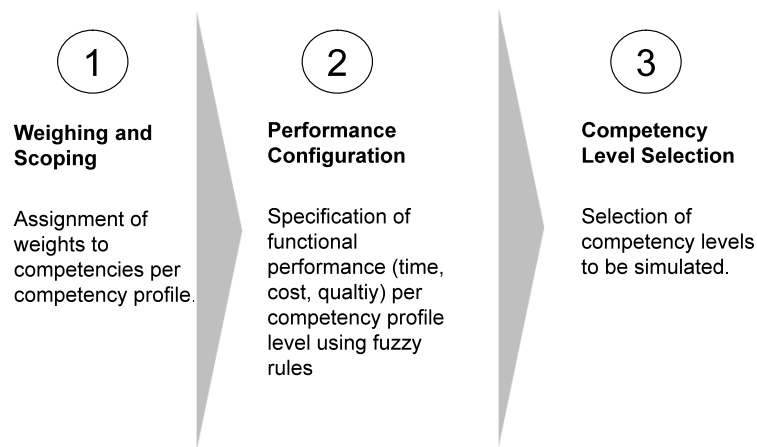 1
Weighing and
Scoping
Assignment of
weights to
competencies per
competency profile.
2
Performance
Configuration
Specification of
functional
performance (time,
cost, qualtiy) per
competency profile
level using fuzzy
rules
3
Competency
Level Selection
Selection of
competency levels
to be simulated.